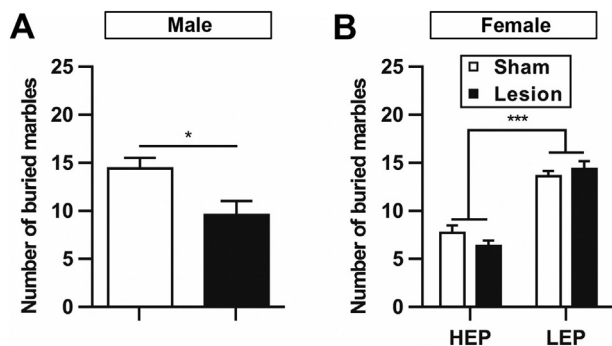 A
Male
Number of buried marbles
25
20
15
10
5
0
*
B
Female
Number of buried marbles
25
20
15
10
5
0
Sham
Lesion
***
HEP LEP